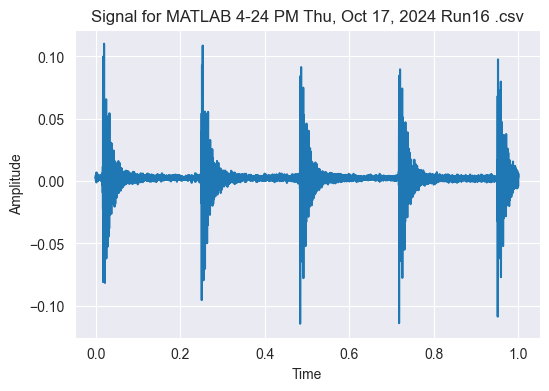 Signal for MATLAB 4-24 PM Thu, Oct 17, 2024 Run16 .csv
0.10
0.05
0.00
−0.05
−0.10
Amplitude
0.0 0.2 0.4 0.6 0.8 1.0
Time